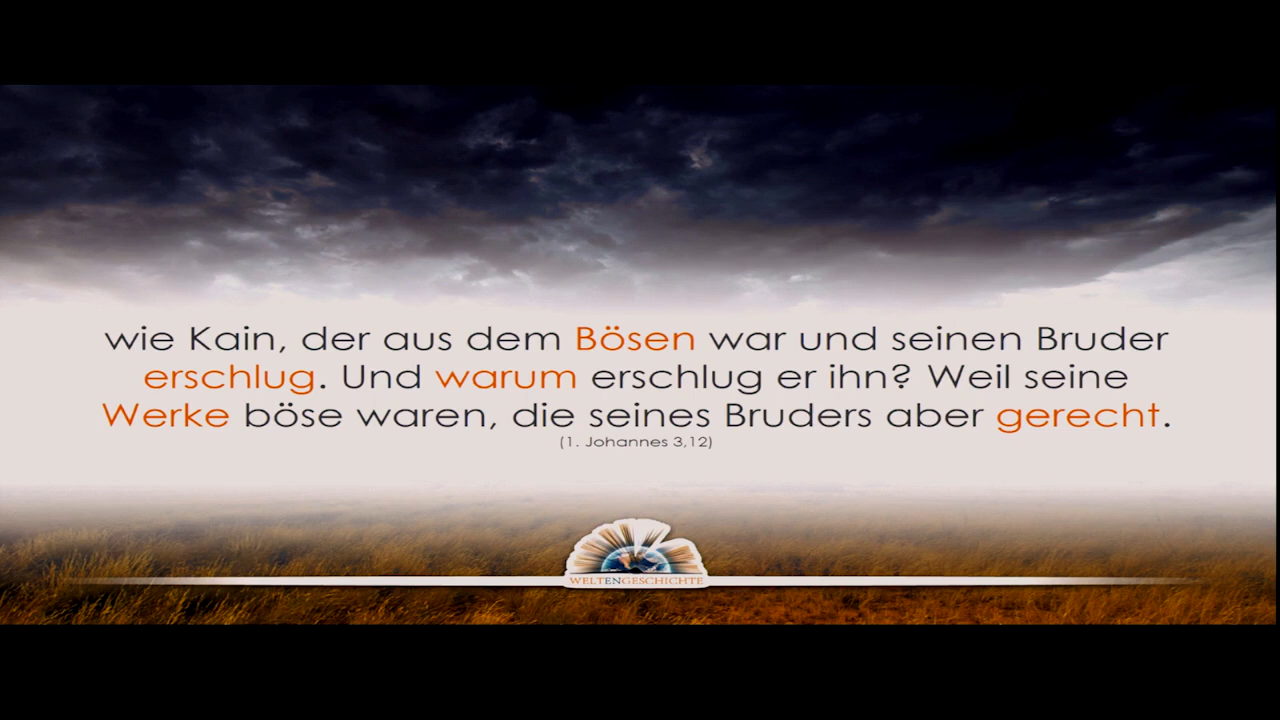 wie Kain, der aus dem Bösen war und seinen Bruder
erschlug. Und warum erschlug er ihn? Weil seine
Werke böse waren, die seines Bruders aber gerecht.
(1. Johannes 3,12)
WELTENGESCHICHTE